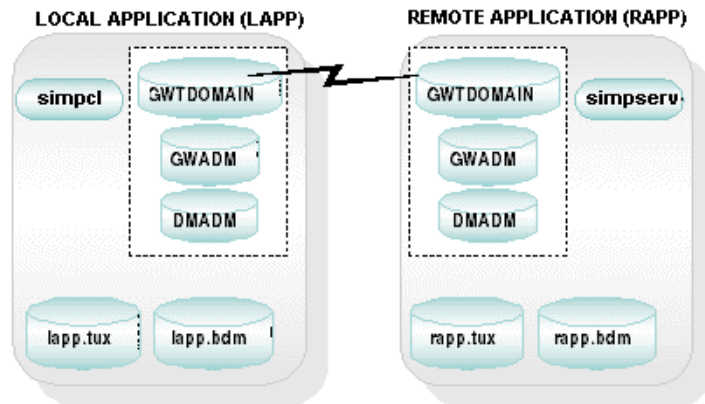 LOCAL APPLICATION (LAPP)
simpcl
GWTDOMAIN
GWADM
DMADM
lapp.tux
lapp.bdm
REMOTE APPLICATION (RAPP)
GWTDOMAIN
simpserv
GWADM
DMADM
rapp.tux
rapp.bdm